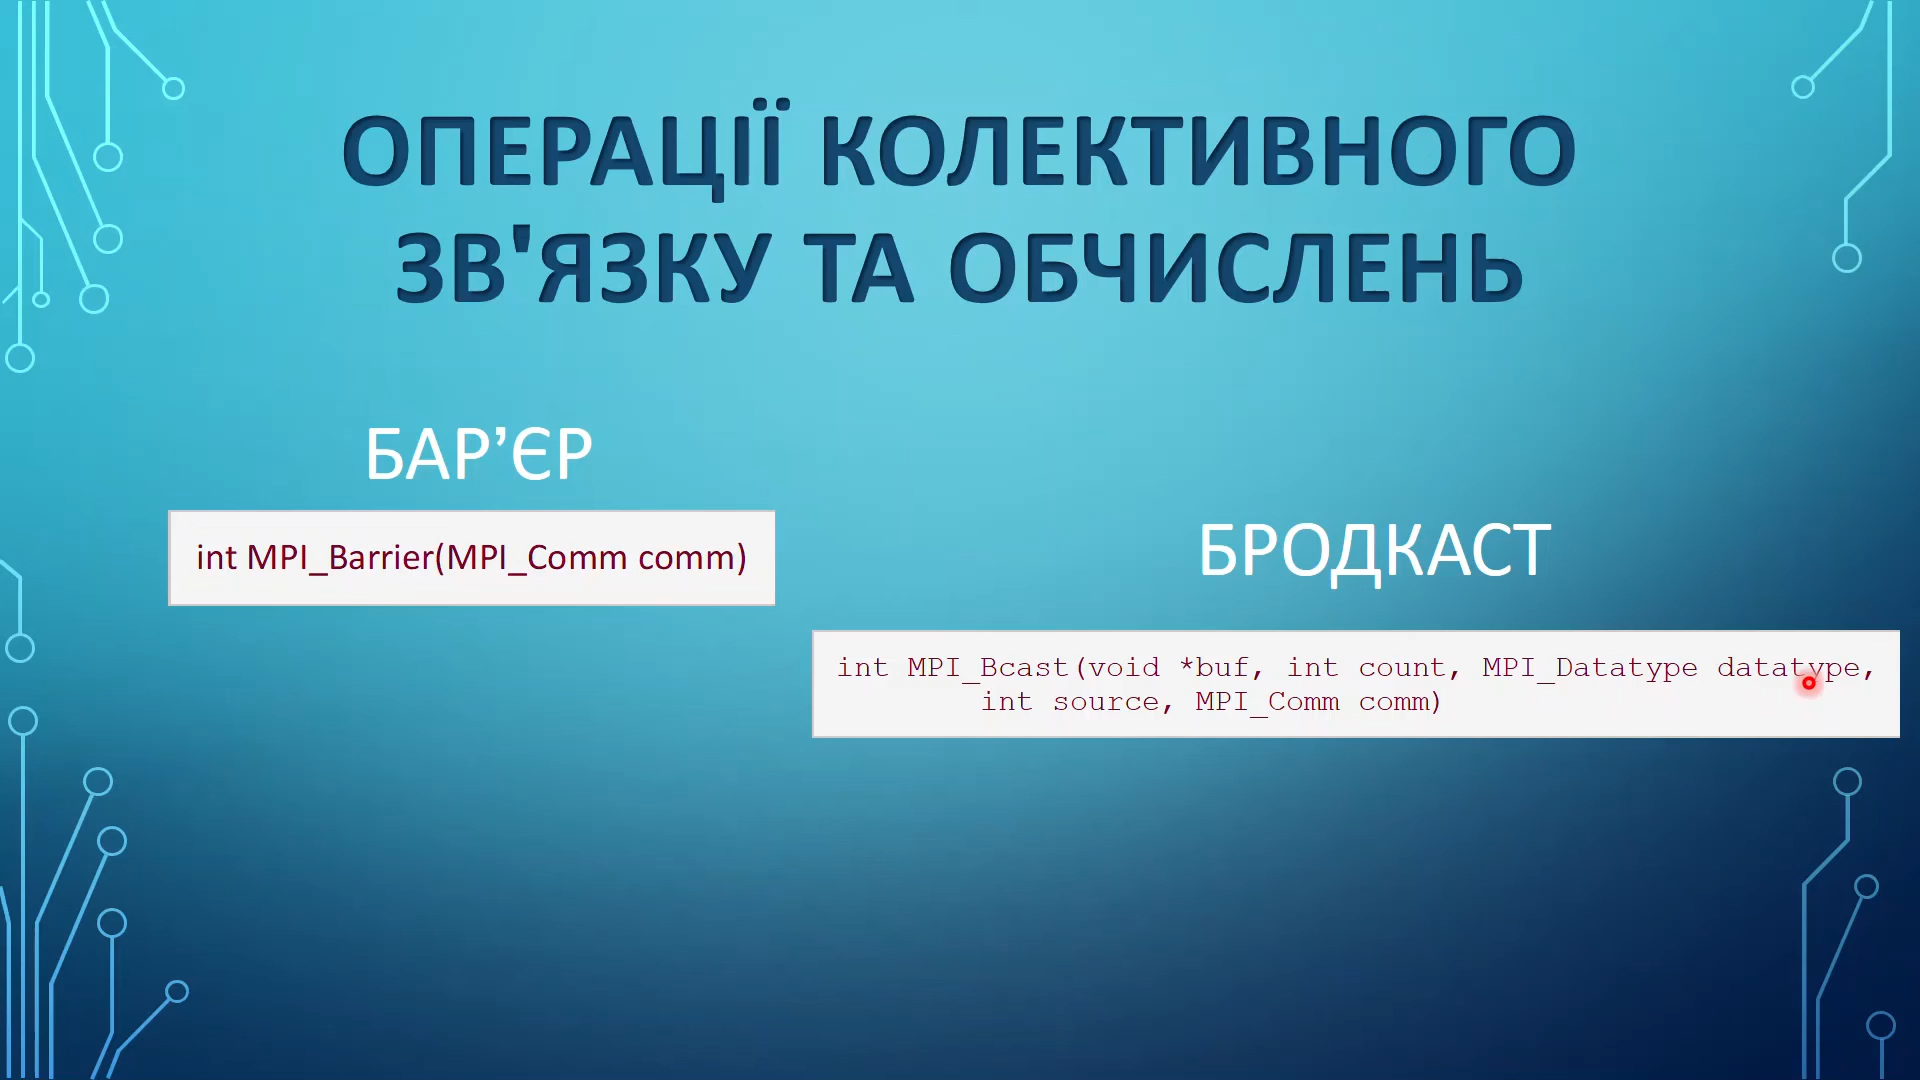 ОПЕРАЦІЇ КОЛЕКТИВНОГО
ЗВ'ЯЗКУ ТА ОБЧИСЛЕНЬ
БАР’ЄР
int MPI_Barrier(MPI_Comm comm)
БРОДКАСТ
int MPI_Bcast(void *buf, int count, MPI_Datatype datatype,
int source, MPI_Comm comm)